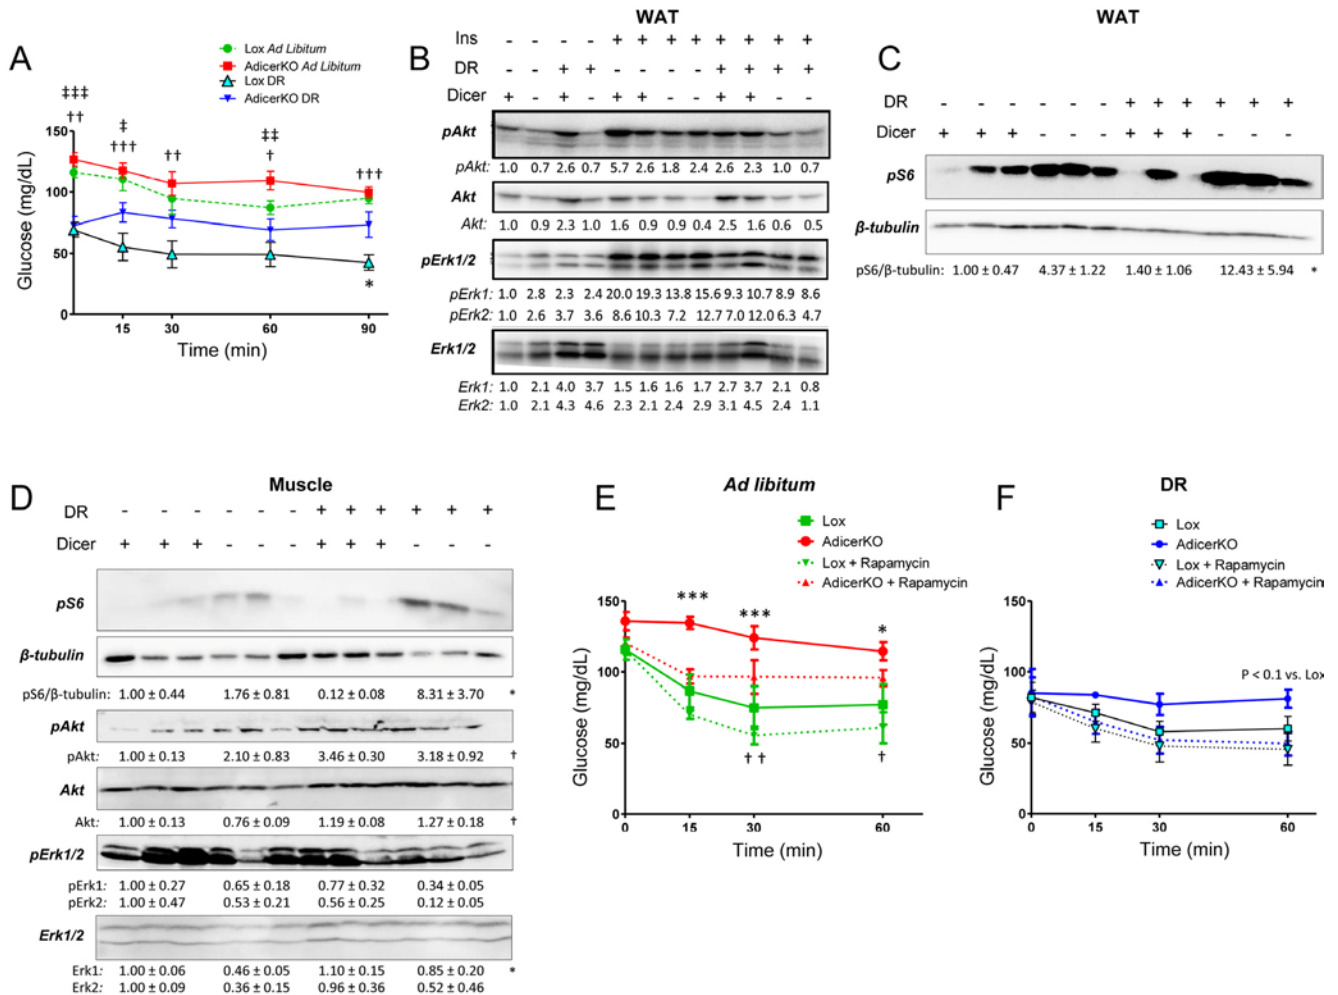 A
Lox Ad Libitum
AdicerKO Ad Libitum
Lox DR
AdicerKO DR
‡‡‡
††
‡
†††
††
‡‡
†
†††
*
150
100
50
0
15 30 60 90
Glucose (mg/dL)
Time (min)
B
WAT
Ins - - - - + + + + + + + +
DR - - + + - - - - + + + +
Dicer + - + - + + - - + + - -
pAkt
pAkt: 1.0 0.7 2.6 0.7 5.7 2.6 1.8 2.4 2.6 2.3 1.0 0.7
Akt
Akt: 1.0 0.9 2.3 1.0 1.6 0.9 0.9 0.4 2.5 1.6 0.6 0.5
pErk1/2
pErk1: 1.0 2.8 2.3 2.4 20.0 19.3 13.8 15.6 9.3 10.7 8.9 8.6
pErk2: 1.0 2.6 3.7 3.6 8.6 10.3 7.2 12.7 7.0 12.0 6.3 4.7
Erk1/2
Erk1: 1.0 2.1 4.0 3.7 1.5 1.6 1.6 1.7 2.7 3.7 2.1 0.8
Erk2: 1.0 2.1 4.3 4.6 2.3 2.1 2.4 2.9 3.1 4.5 2.4 1.1
C
WAT
DR - - - - - - + + + + + +
Dicer + + + - - - + + + - - -
pS6
β-tubulin
pS6/β-tubulin: 1.00 ± 0.47 4.37 ± 1.22 1.40 ± 1.06 12.43 ± 5.94 *
D
Muscle
DR - - - - - - + + + + + +
Dicer + + + - - - + + + - - -
pS6
β-tubulin
pS6/β-tubulin: 1.00 ± 0.44 1.76 ± 0.81 0.12 ± 0.08 8.31 ± 3.70 *
pAkt
pAkt: 1.00 ± 0.13 2.10 ± 0.83 3.46 ± 0.30 3.18 ± 0.92 †
Akt
Akt: 1.00 ± 0.13 0.76 ± 0.09 1.19 ± 0.08 1.27 ± 0.18 †
pErk1/2
pErk1: 1.00 ± 0.27 0.65 ± 0.18 0.77 ± 0.32 0.34 ± 0.05
pErk2: 1.00 ± 0.47 0.53 ± 0.21 0.56 ± 0.25 0.12 ± 0.05
Erk1/2
Erk1: 1.00 ± 0.06 0.46 ± 0.05 1.10 ± 0.15 0.85 ± 0.20 *
Erk2: 1.00 ± 0.09 0.36 ± 0.15 0.96 ± 0.36 0.52 ± 0.46
E
Ad libitum
Lox
AdicerKO
Lox + Rapamycin
AdicerKO + Rapamycin
***
***
*
† †
†
150
100
50
0
0 15 30 60
Glucose (mg/dL)
Time (min)
F
DR
Lox
AdicerKO
Lox + Rapamycin
AdicerKO + Rapamycin
P < 0.1 vs. Lox
150
100
50
0
0 15 30 60
Glucose (mg/dL)
Time (min)